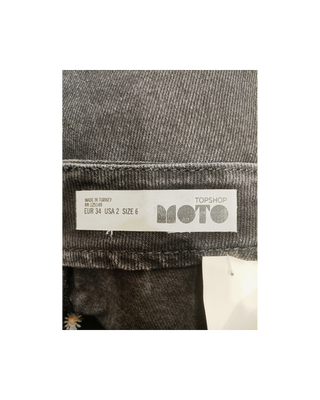 MADE IN TURKEY
EUR 34 USA 2 SIZE 6
TOPSHOP
MOTO